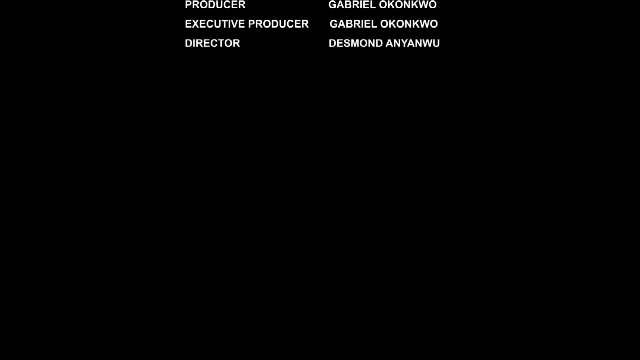 PRODUCER GABRIEL OKONKWO
EXECUTIVE PRODUCER GABRIEL OKONKWO
DIRECTOR DESMOND ANYANWU